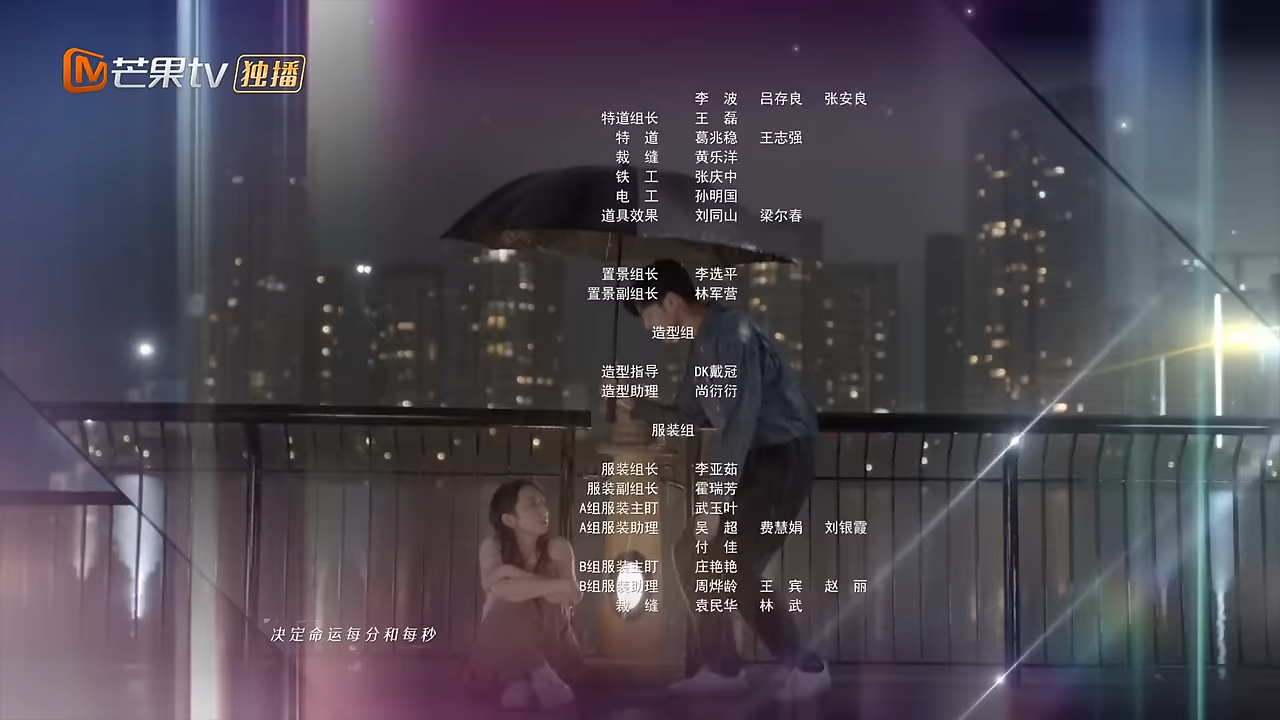 芒果tv 独播
李 波 吕存良 张安良
特道组长 王 磊
特 道 葛兆稳 王志强
裁 缝 黄乐洋
铁 工 张庆中
电 工 孙明国
道具效果 刘同山 梁尔春
置景组长 李选平
置景副组长 林军营
造型组
造型指导 DK戴冠
造型助理 尚衍衍
服装组
服装组长 李亚茹
服装副组长 霍瑞芳
A组服装主盯 武玉叶
A组服装助理 吴 超 费慧娟 刘银霞
付 佳
B组服装主盯 庄艳艳
B组服装助理 周烨龄 王 宾 赵 丽
裁 缝 袁民华 林 武
决定命运每分和每秒